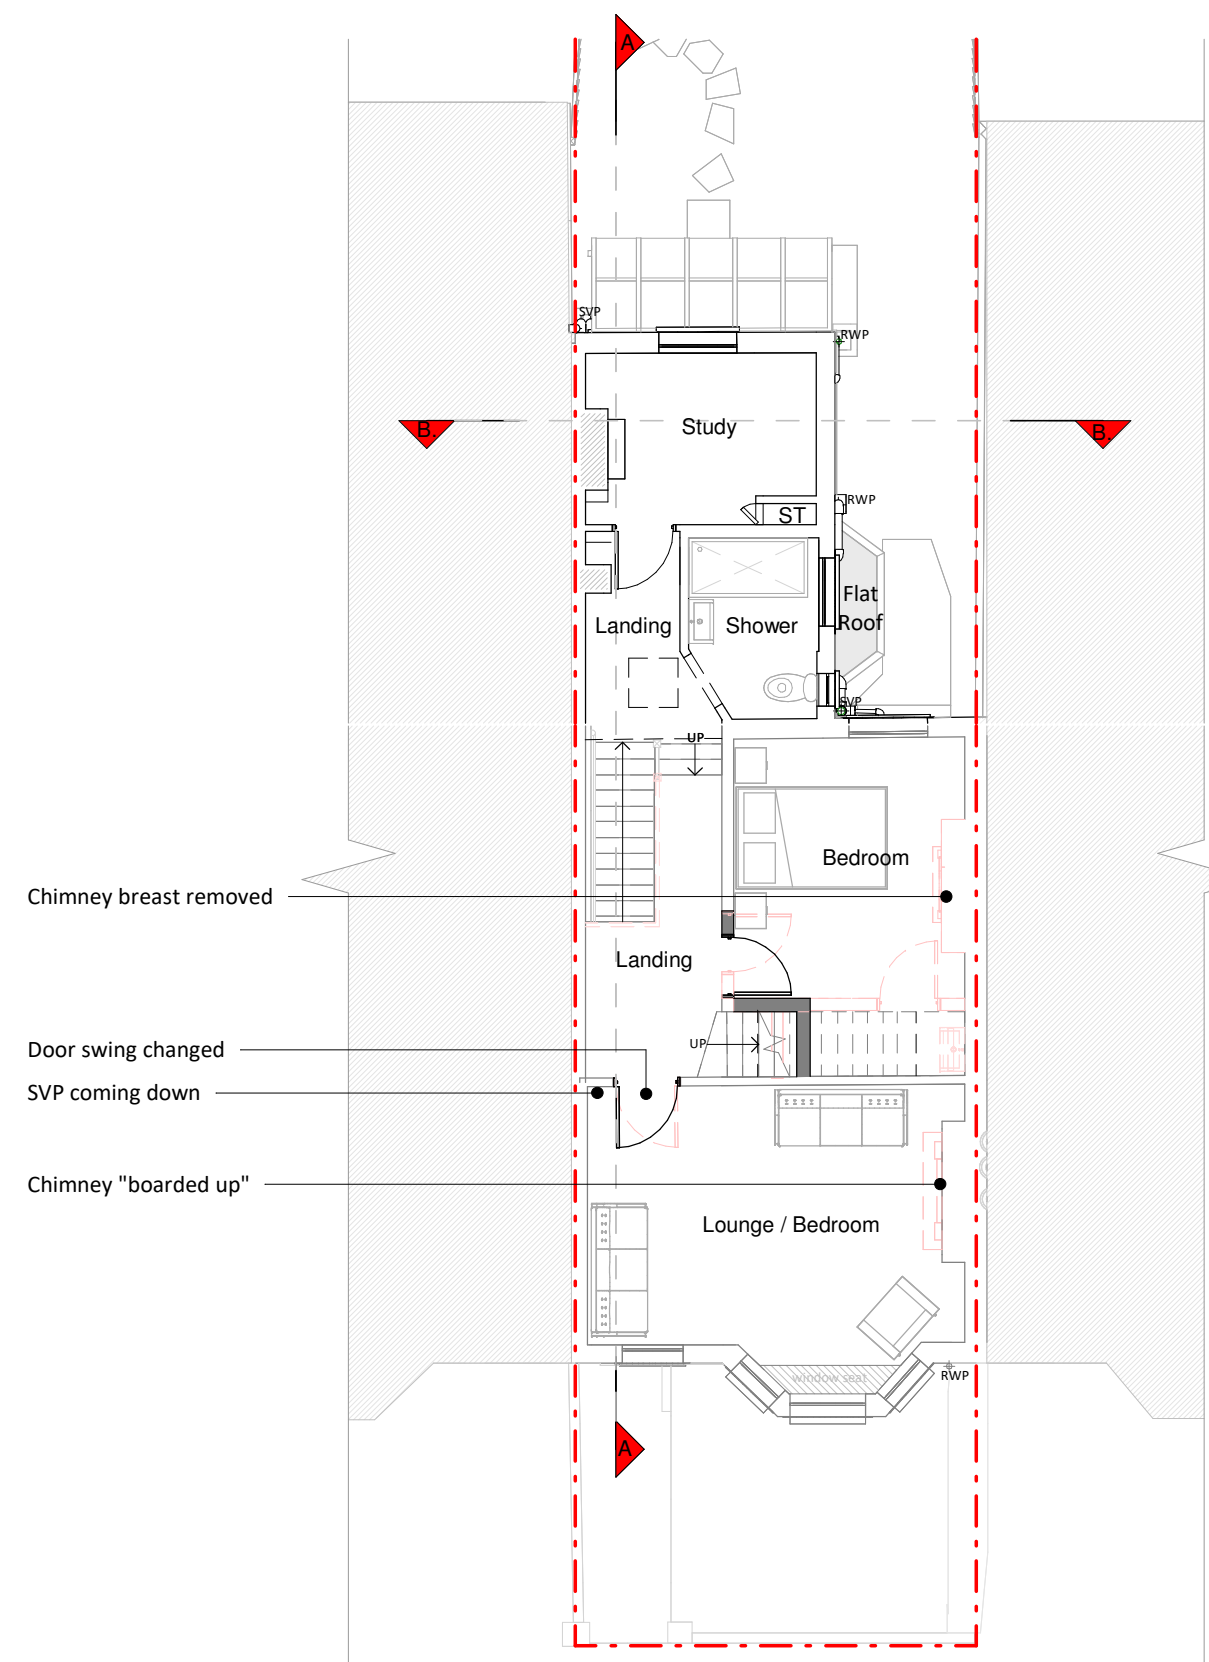 A
SVP
RWP
B.
Study
B.
RWP
ST
Flat
Roof
Landing
Shower
SVP
UP
Bedroom
Chimney breast removed
Landing
Door swing changed
UP
SVP coming down
Chimney "boarded up"
Lounge / Bedroom
window seat
RWP
A